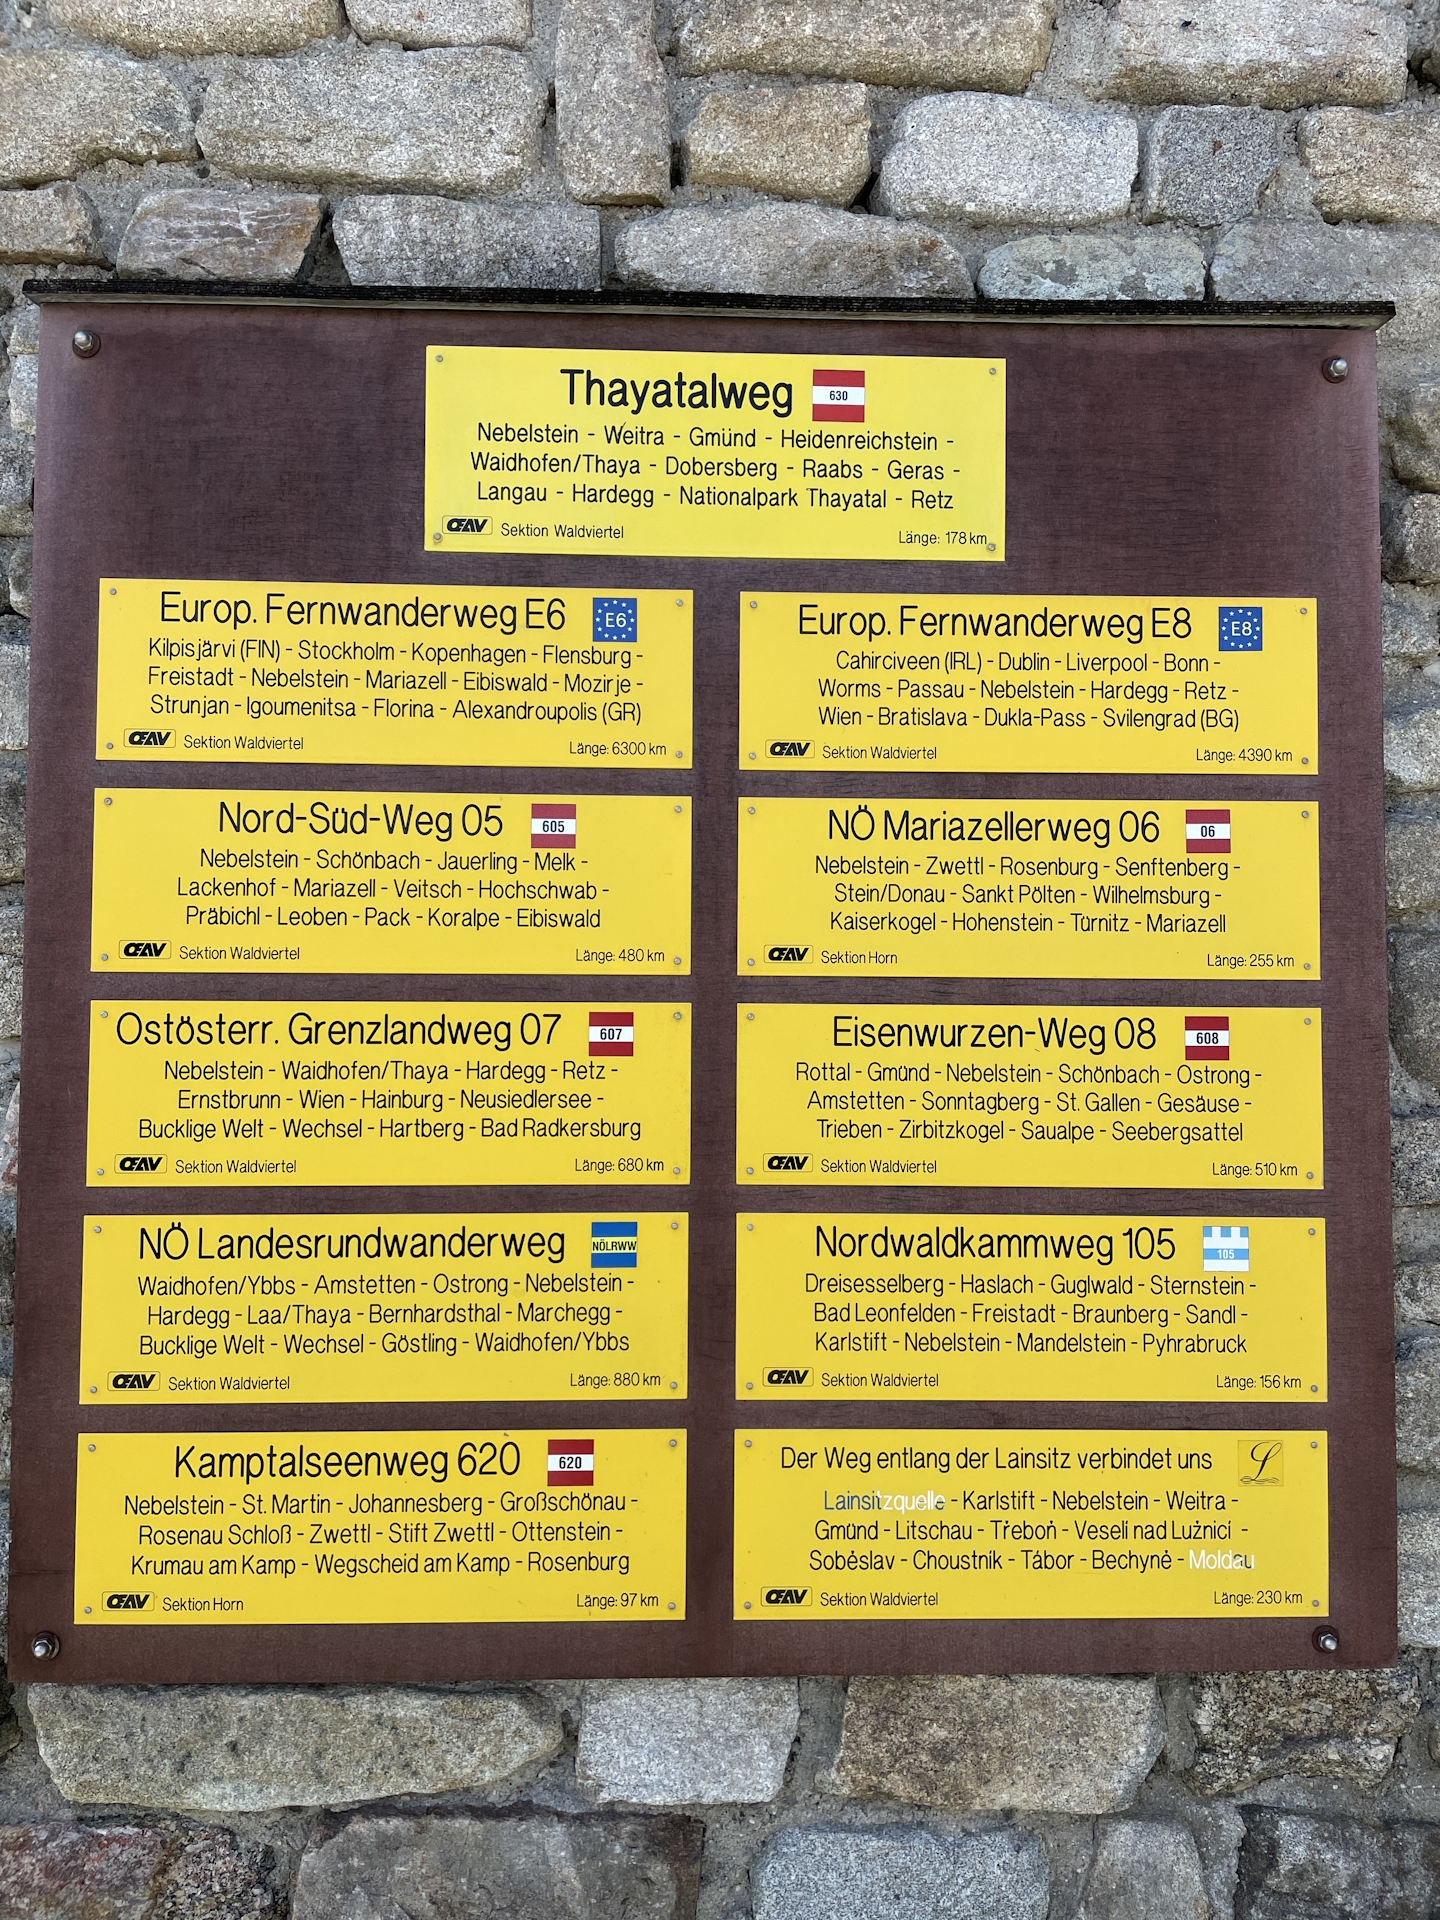 Thayatalweg 630
Nebelstein - Weitra - Gmünd - Heidenreichstein -
Waidhofen/Thaya - Dobersberg - Raabs - Geras -
Langau - Hardegg - Nationalpark Thayatal - Retz
ŒAV Sektion Waldviertel Länge: 178 km
Europ. Fernwanderweg E6 E6
Kilpisjärvi (FIN) - Stockholm - Kopenhagen - Flensburg -
Freistadt - Nebelstein - Mariazell - Eibiswald - Mozirje -
Strunjan - Igoumenitsa - Florina - Alexandroupolis (GR)
ŒAV Sektion Waldviertel Länge: 6300 km
Europ. Fernwanderweg E8 E8
Cahirciveen (IRL) - Dublin - Liverpool - Bonn -
Worms - Passau - Nebelstein - Hardegg - Retz -
Wien - Bratislava - Dukla-Pass - Svilengrad (BG)
ŒAV Sektion Waldviertel Länge: 4390 km
Nord-Süd-Weg 05 605
Nebelstein - Schönbach - Jauerling - Melk -
Lackenhof - Mariazell - Veitsch - Hochschwab -
Präbichl - Leoben - Pack - Koralpe - Eibiswald
ŒAV Sektion Waldviertel Länge: 480 km
NÖ Mariazellerweg 06 06
Nebelstein - Zwettl - Rosenburg - Senftenberg -
Stein/Donau - Sankt Pölten - Wilhelmsburg -
Kaiserkogel - Hohenstein - Türnitz - Mariazell
ŒAV Sektion Horn Länge: 255 km
Ostösterr. Grenzlandweg 07 607
Nebelstein - Waidhofen/Thaya - Hardegg - Retz -
Ernstbrunn - Wien - Hainburg - Neusiedlersee -
Bucklige Welt - Wechsel - Hartberg - Bad Radkersburg
ŒAV Sektion Waldviertel Länge: 680 km
Eisenwurzen-Weg 08 608
Rottal - Gmünd - Nebelstein - Schönbach - Ostrong -
Amstetten - Sonntagberg - St. Gallen - Gesäuse -
Trieben - Zirbitzkogel - Saualpe - Seebergsattel
ŒAV Sektion Waldviertel Länge: 510 km
NÖ Landesrundwanderweg NÖLRWW
Waidhofen/Ybbs - Amstetten - Ostrong - Nebelstein -
Hardegg - Laa/Thaya - Bernhardsthal - Marchegg -
Bucklige Welt - Wechsel - Göstling - Waidhofen/Ybbs
ŒAV Sektion Waldviertel Länge: 880 km
Nordwaldkammweg 105 105
Dreisesselberg - Haslach - Guglwald - Sternstein -
Bad Leonfelden - Freistadt - Braunberg - Sandl -
Karlstift - Nebelstein - Mandelstein - Pyhrabruck
ŒAV Sektion Waldviertel Länge: 156 km
Kamptalseenweg 620 620
Nebelstein - St. Martin - Johannesberg - Großschönau -
Rosenau Schloß - Zwettl - Stift Zwettl - Ottenstein -
Krumau am Kamp - Wegscheid am Kamp - Rosenburg
ŒAV Sektion Horn Länge: 97 km
Der Weg entlang der Lainsitz verbindet uns L
Lainsitzquelle - Karlstift - Nebelstein - Weitra -
Gmünd - Litschau - Třeboň - Veselí nad Lužnicí -
Soběslav - Choustník - Tábor - Bechyně - Moldau
ŒAV Sektion Waldviertel Länge: 230 km